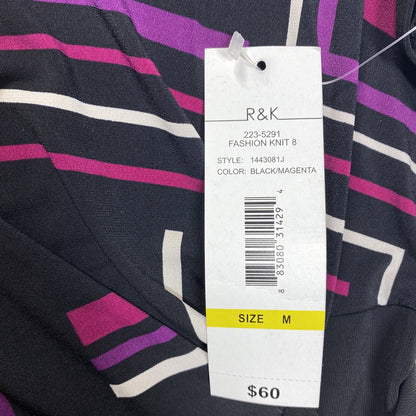 R&K
223-5291
FASHION KNIT 8
STYLE: 1443081J
COLOR: BLACK/MAGENTA
8 83080 31429 4
SIZE M
$60